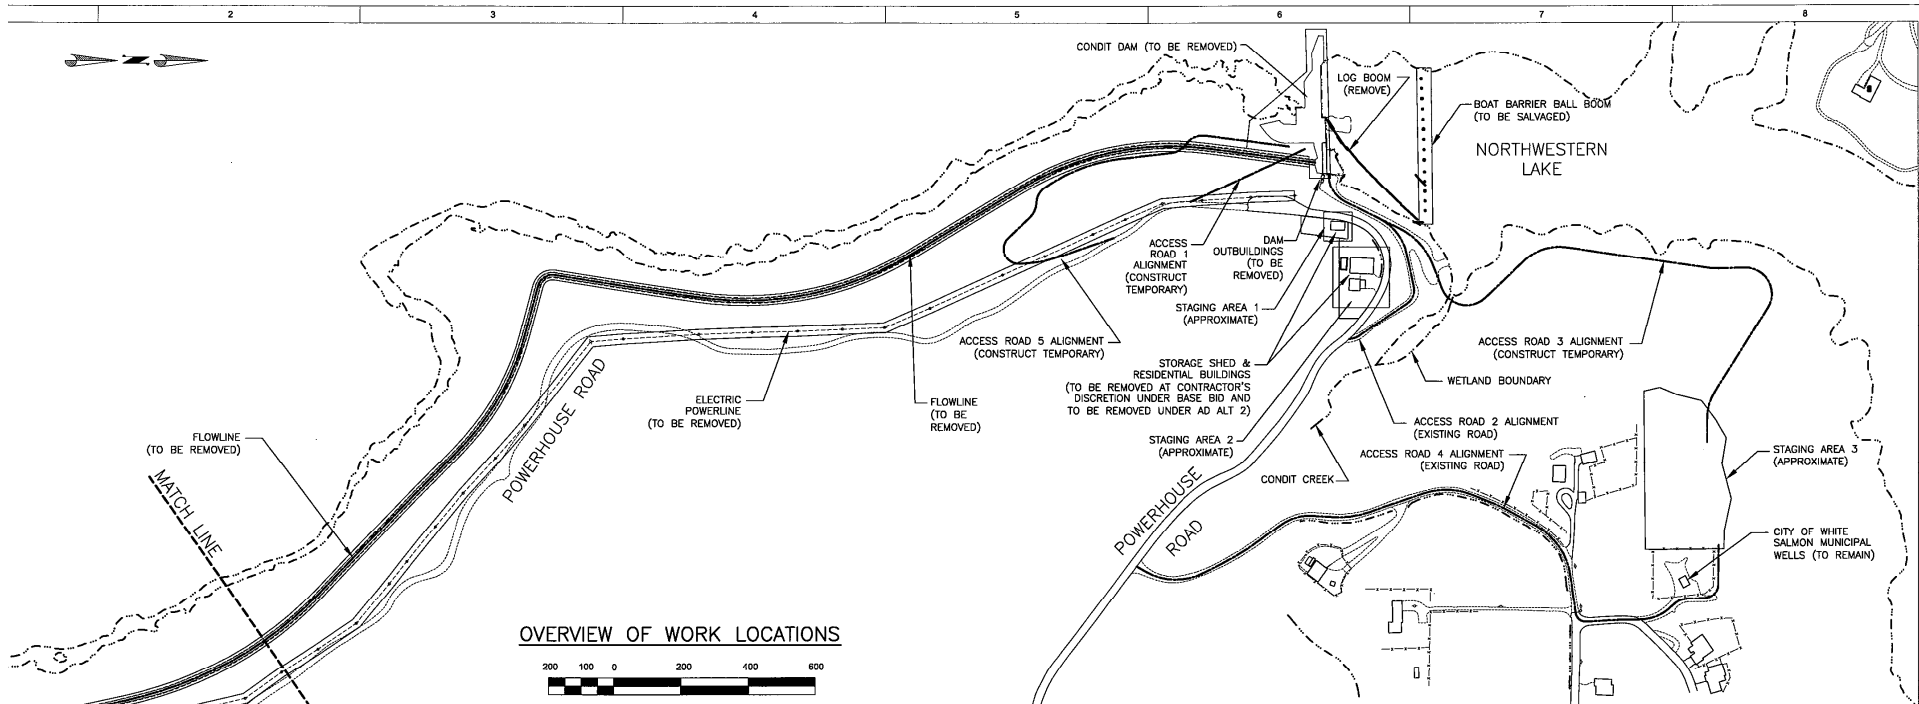 2 3 4 5 6 7 8
Z
CONDIT DAM (TO BE REMOVED)
LOG BOOM
(REMOVE)
BOAT BARRIER BALL BOOM
(TO BE SALVAGED)
NORTHWESTERN
LAKE
ACCESS
ROAD 1
ALIGNMENT
(CONSTRUCT
TEMPORARY)
DAM
OUTBUILDINGS
(TO BE
REMOVED)
STAGING AREA 1
(APPROXIMATE)
ACCESS ROAD 5 ALIGNMENT
(CONSTRUCT TEMPORARY)
ACCESS ROAD 3 ALIGNMENT
(CONSTRUCT TEMPORARY)
STORAGE SHED &
RESIDENTIAL BUILDINGS
(TO BE REMOVED AT CONTRACTOR'S
DISCRETION UNDER BASE BID AND
TO BE REMOVED UNDER AD ALT 2)
WETLAND BOUNDARY
ELECTRIC
POWERLINE
(TO BE REMOVED)
FLOWLINE
(TO BE
REMOVED)
POWERHOUSE ROAD
FLOWLINE
(TO BE REMOVED)
MATCH LINE
STAGING AREA 2
(APPROXIMATE)
ACCESS ROAD 2 ALIGNMENT
(EXISTING ROAD)
ACCESS ROAD 4 ALIGNMENT
(EXISTING ROAD)
STAGING AREA 3
(APPROXIMATE)
CONDIT CREEK
POWERHOUSE
ROAD
CITY OF WHITE
SALMON MUNICIPAL
WELLS (TO REMAIN)
OVERVIEW OF WORK LOCATIONS
200 100 0 200 400 600